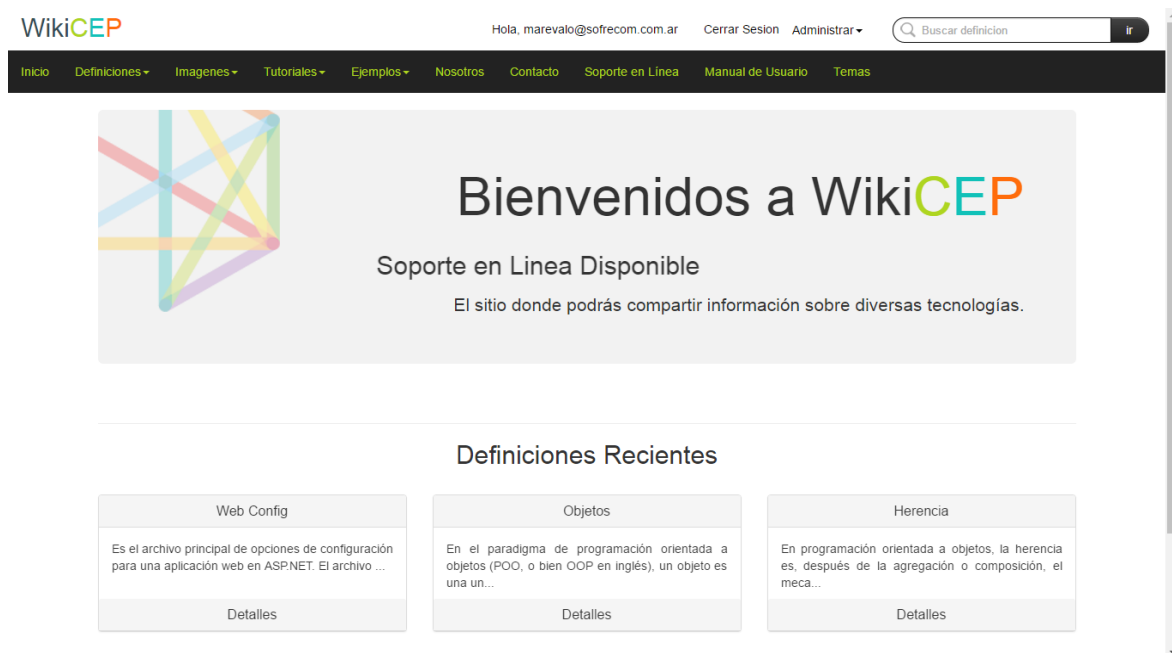 WikiCEP
Hola, marevalo@sofrecom.com.ar Cerrar Sesion Administrar
Buscar definicion
ir
Inicio Definiciones Imagenes Tutoriales Ejemplos Nosotros Contacto Soporte en Línea Manual de Usuario Temas
Bienvenidos a WikiCEP
Soporte en Linea Disponible
El sitio donde podrás compartir información sobre diversas tecnologías.
Definiciones Recientes
Web Config
Es el archivo principal de opciones de configuración
para una aplicación web en ASP.NET. El archivo ...
Detalles
Objetos
En el paradigma de programación orientada a
objetos (POO, o bien OOP en inglés), un objeto es
una un...
Detalles
Herencia
En programación orientada a objetos, la herencia
es, después de la agregación o composición, el
meca...
Detalles